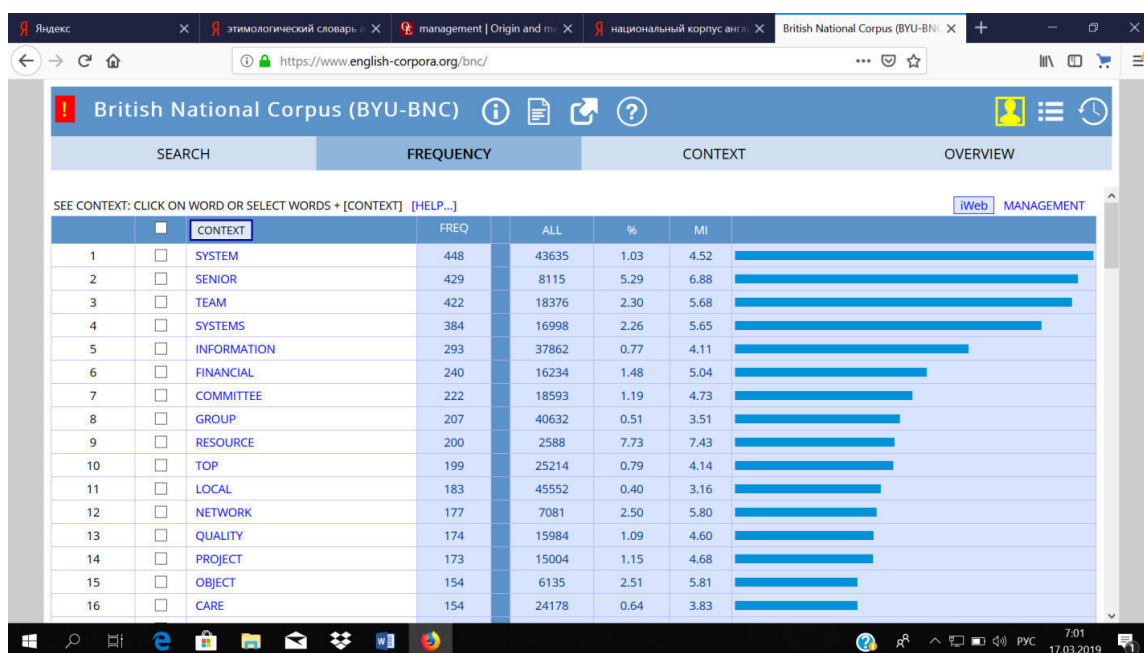 Яндекс этимологический словарь а management | Origin and me национальный корпус англи British National Corpus (BYU-BNC
https://www.english-corpora.org/bnc/
British National Corpus (BYU-BNC)
SEARCH FREQUENCY CONTEXT OVERVIEW
SEE CONTEXT: CLICK ON WORD OR SELECT WORDS + [CONTEXT] [HELP...] iWeb MANAGEMENT
CONTEXT FREQ ALL % MI
1 SYSTEM 448 43635 1.03 4.52
2 SENIOR 429 8115 5.29 6.88
3 TEAM 422 18376 2.30 5.68
4 SYSTEMS 384 16998 2.26 5.65
5 INFORMATION 293 37862 0.77 4.11
6 FINANCIAL 240 16234 1.48 5.04
7 COMMITTEE 222 18593 1.19 4.73
8 GROUP 207 40632 0.51 3.51
9 RESOURCE 200 2588 7.73 7.43
10 TOP 199 25214 0.79 4.14
11 LOCAL 183 45552 0.40 3.16
12 NETWORK 177 7081 2.50 5.80
13 QUALITY 174 15984 1.09 4.60
14 PROJECT 173 15004 1.15 4.68
15 OBJECT 154 6135 2.51 5.81
16 CARE 154 24178 0.64 3.83
РУС 7:01
17.03.2019